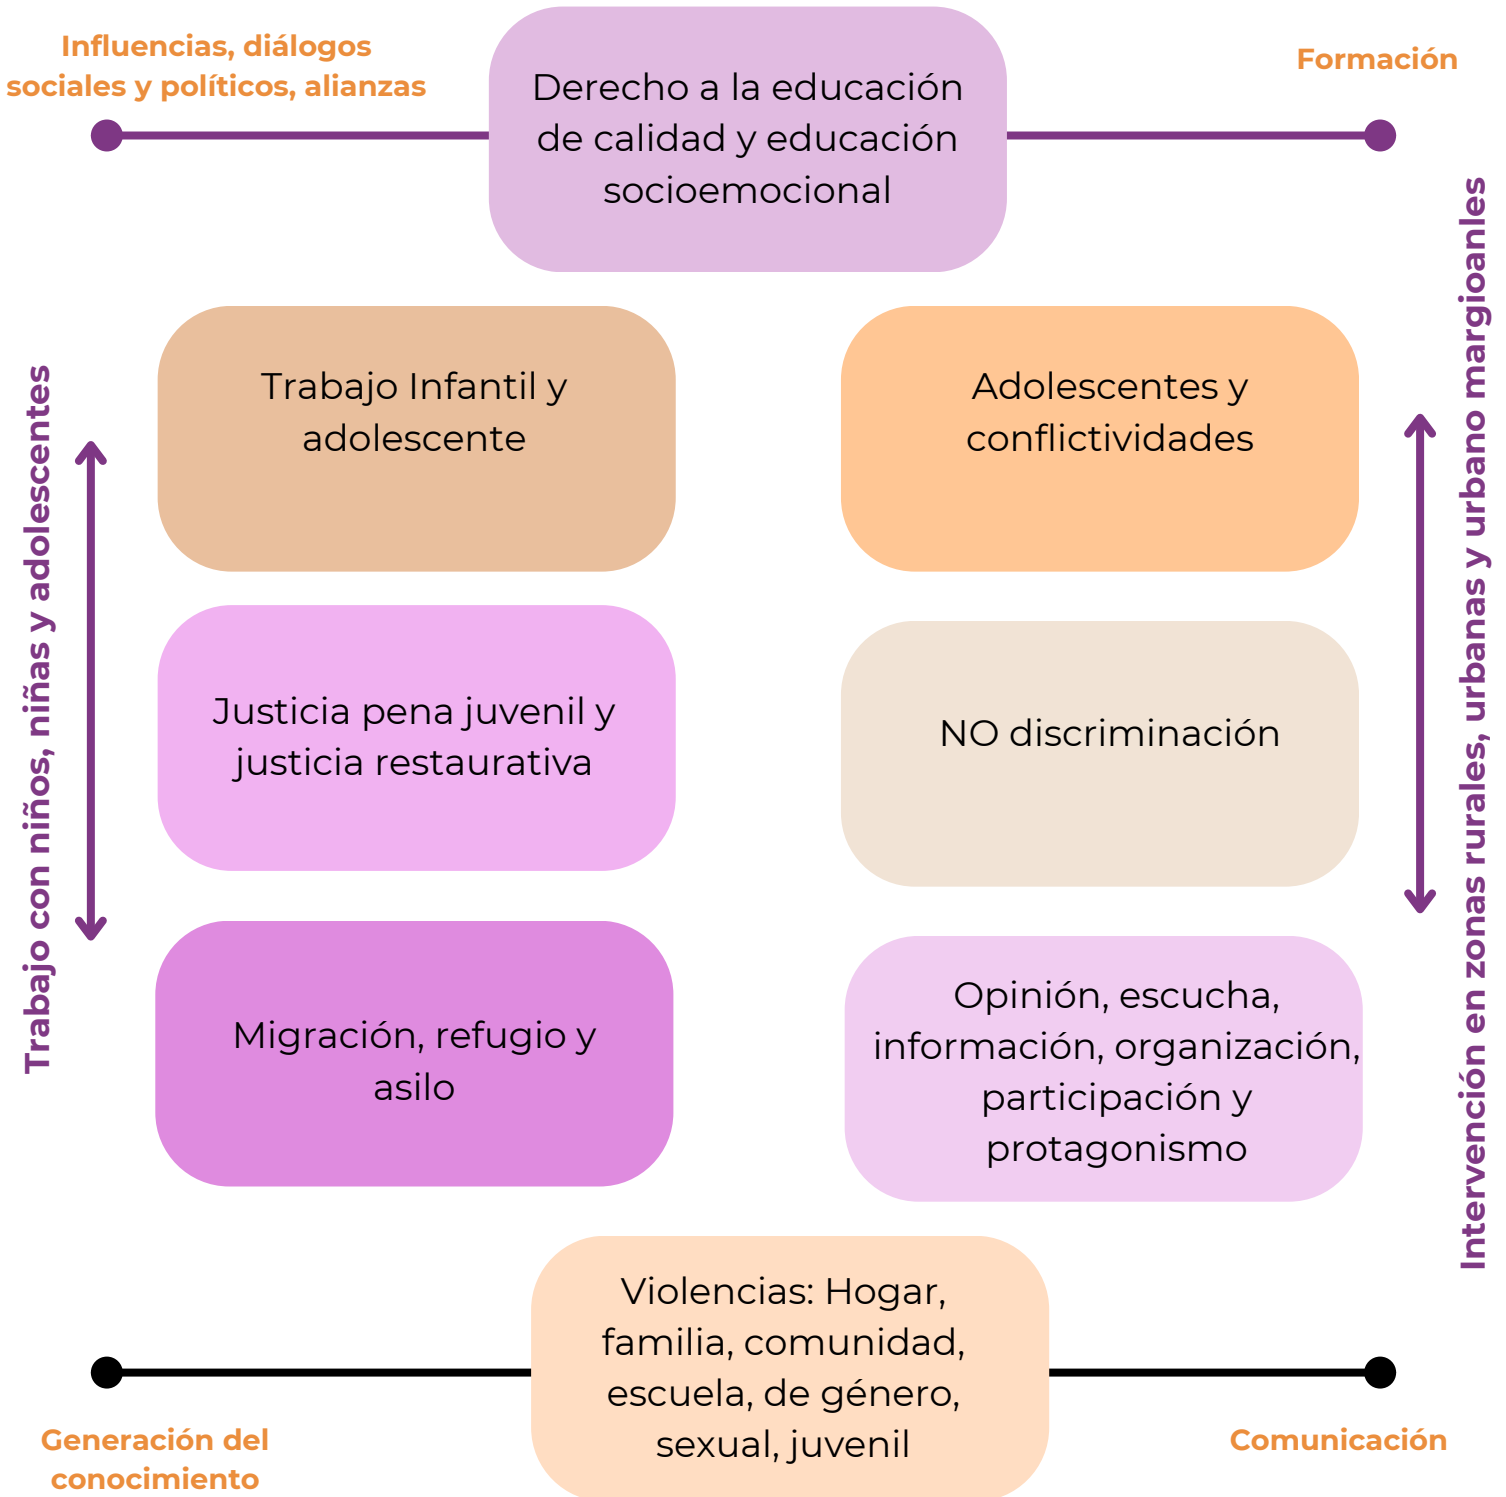 Influencias, diálogos
sociales y políticos, alianzas
Derecho a la educación
de calidad y educación
socioemocional
Formación
Trabajo con niños, niñas y adolescentes
Trabajo Infantil y
adolescente
Adolescentes y
conflictividades
Intervención en zonas rurales, urbanas y urbano margioanles
Justicia pena juvenil y
justicia restaurativa
NO discriminación
Migración, refugio y
asilo
Opinión, escucha,
información, organización,
participación y
protagonismo
Violencias: Hogar,
familia, comunidad,
escuela, de género,
sexual, juvenil
Generación del
conocimiento
Comunicación